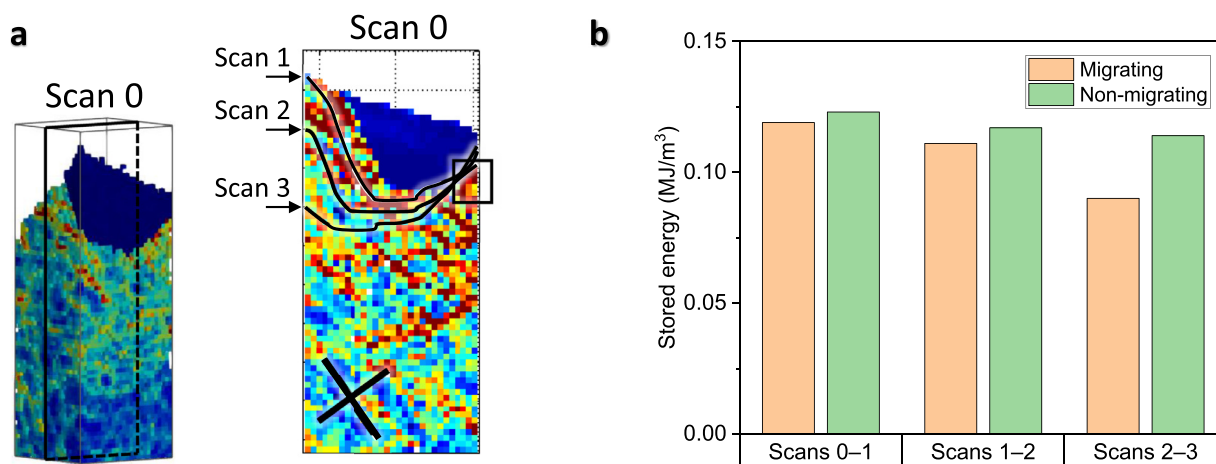 a
Scan 0
Scan 0
Scan 1
Scan 2
Scan 3
b
0.15
0.10
0.05
0.00
Stored energy (MJ/m³)
Migrating
Non-migrating
Scans 0–1
Scans 1–2
Scans 2–3